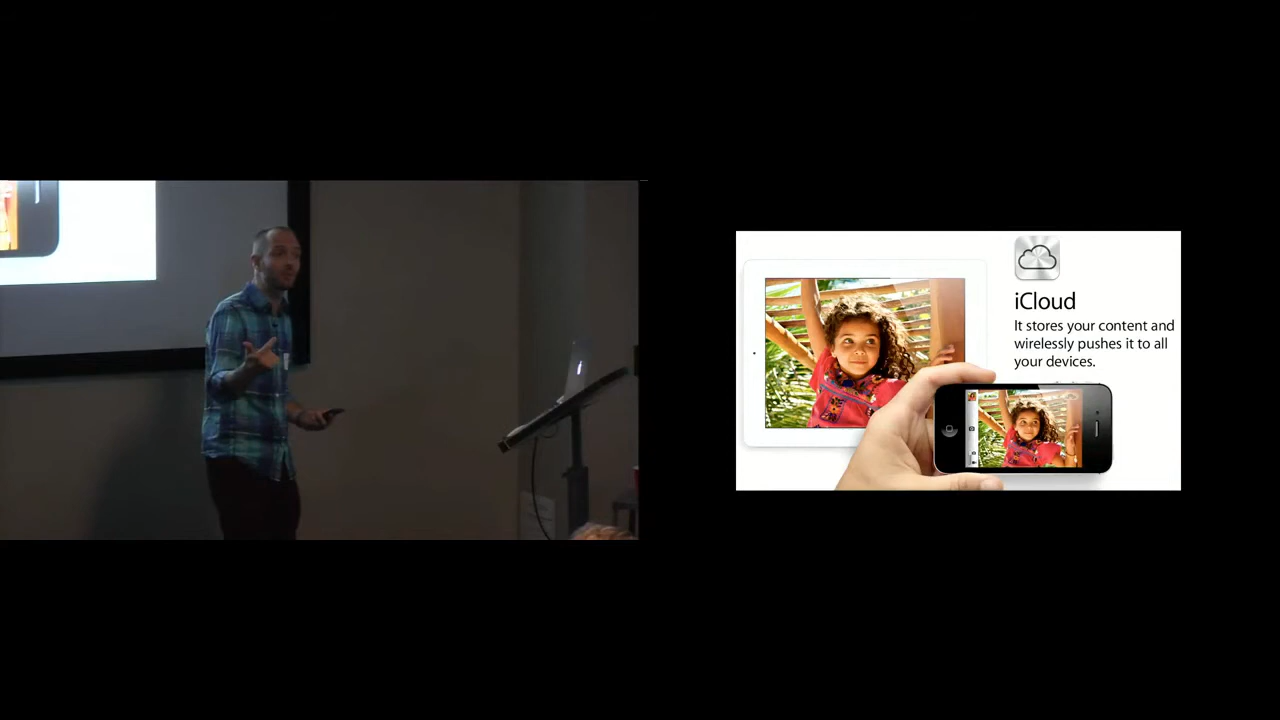 iCloud
It stores your content and
wirelessly pushes it to all
your devices.